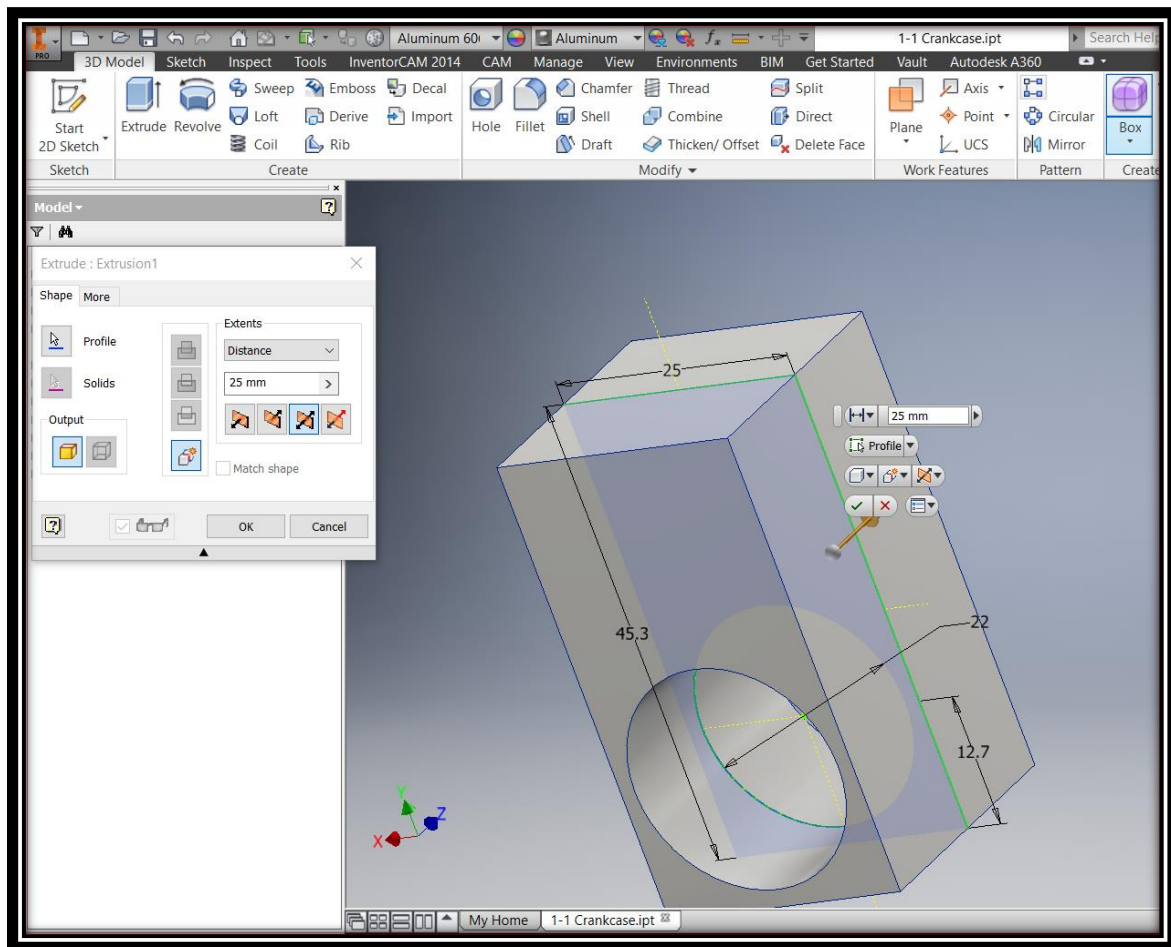 PRO
Aluminum 60 Aluminum fx 1-1 Crankcase.ipt Search Help
3D Model Sketch Inspect Tools InventorCAM 2014 CAM Manage View Environments BIM Get Started Vault Autodesk A360
Start
2D Sketch
Extrude Revolve
Sweep Emboss Decal
Loft Derive Import
Coil Rib
Hole Fillet
Chamfer Thread Split
Shell Combine Direct
Draft Thicken/ Offset Delete Face
Plane
Axis
Point
UCS
Circular
Mirror
Box
Sketch Create Modify Work Features Pattern Create
Model
Extrude : Extrusion1
Shape More
Profile
Solids
Output
Extents
Distance
25 mm
Match shape
OK Cancel
25
25 mm
Profile
45.3
22
12.7
Y
Z
X
My Home 1-1 Crankcase.ipt